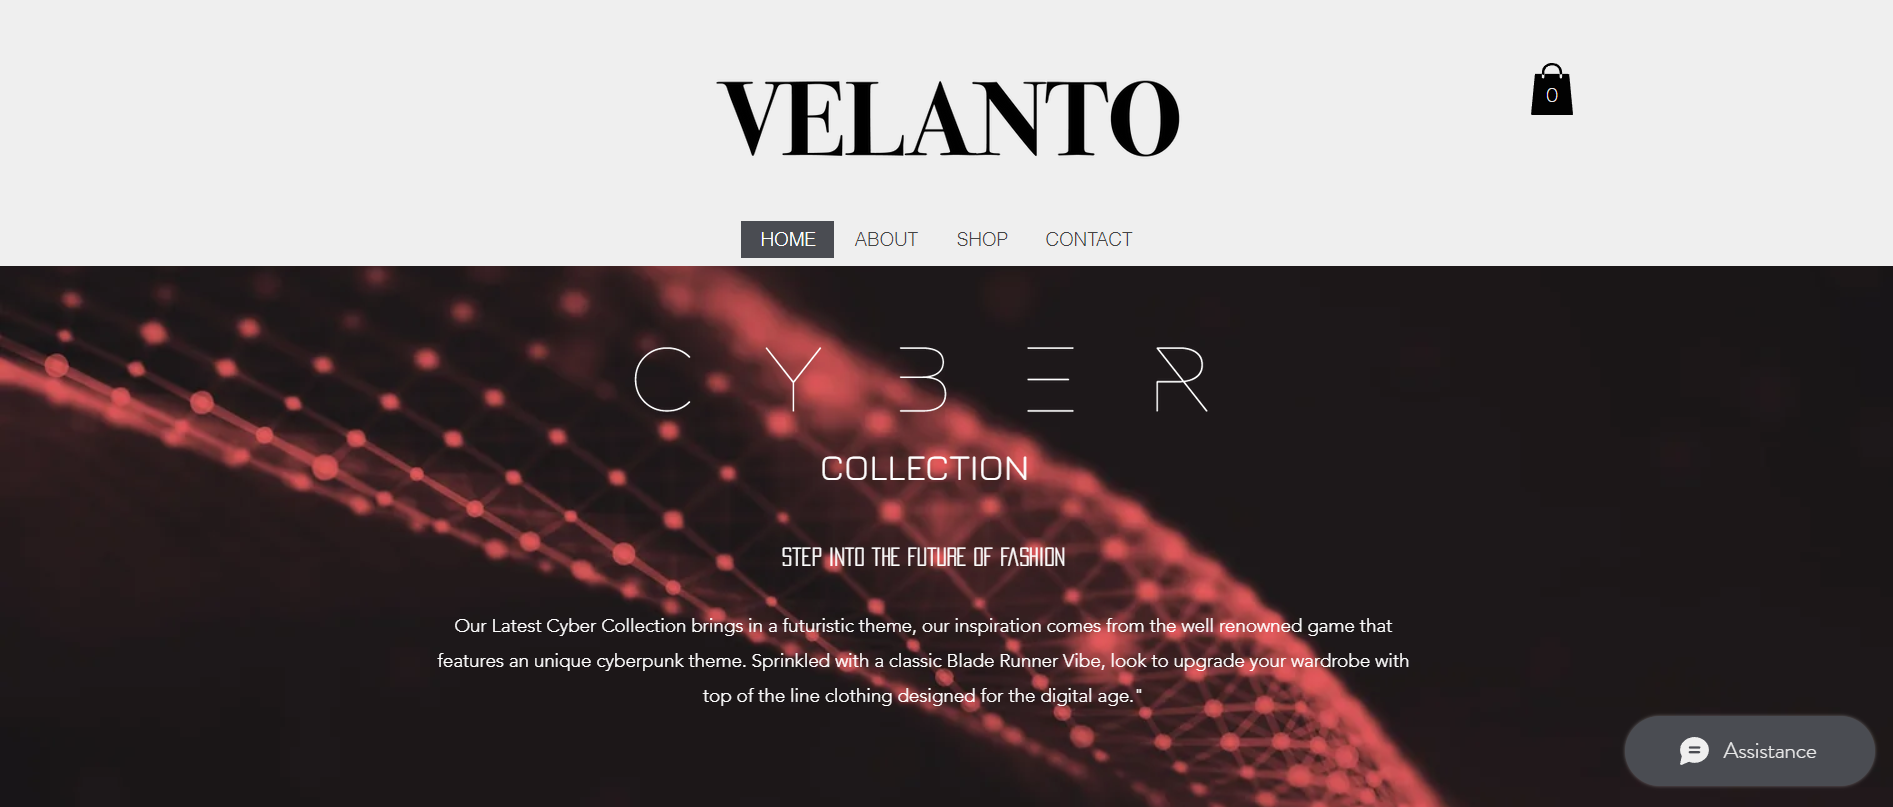 VELANTO
0
HOME ABOUT SHOP CONTACT
CYBER
COLLECTION
STEP INTO THE FUTURE OF FASHION
Our Latest Cyber Collection brings in a futuristic theme, our inspiration comes from the well renowned game that
features an unique cyberpunk theme. Sprinkled with a classic Blade Runner Vibe, look to upgrade your wardrobe with
top of the line clothing designed for the digital age."
Assistance